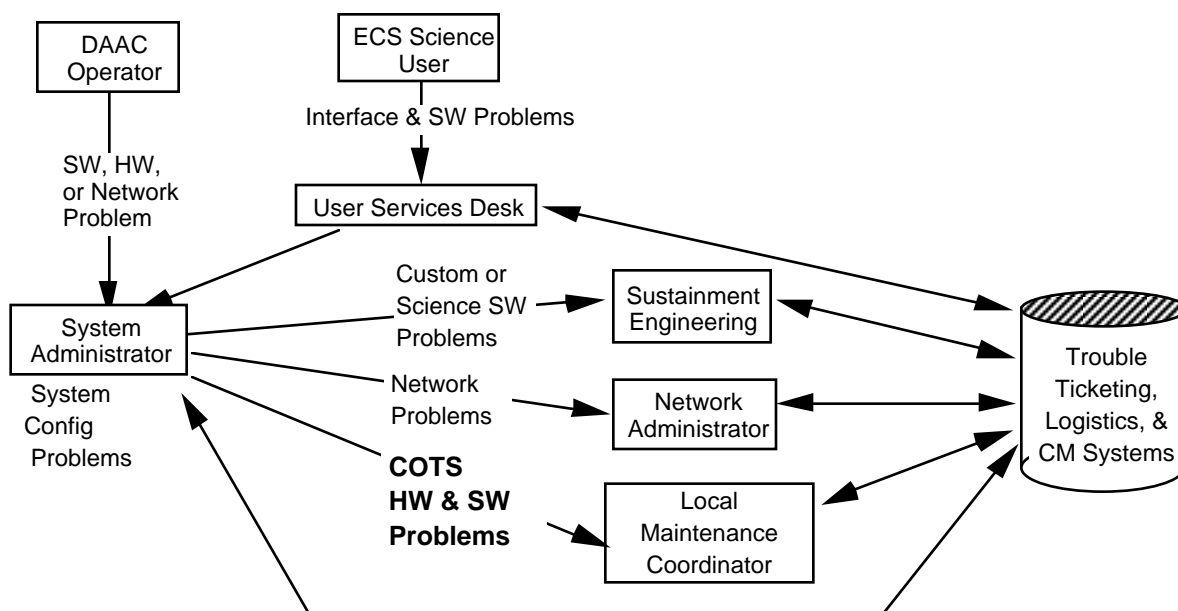 DAAC
Operator
ECS Science
User
Interface & SW Problems
SW, HW,
or Network
Problem
User Services Desk
Custom or
Science SW
Problems
Sustainment
Engineering
System
Administrator
System
Config
Problems
Network
Problems
Network
Administrator
COTS
HW & SW
Problems
Local
Maintenance
Coordinator
Trouble
Ticketing,
Logistics, &
CM Systems